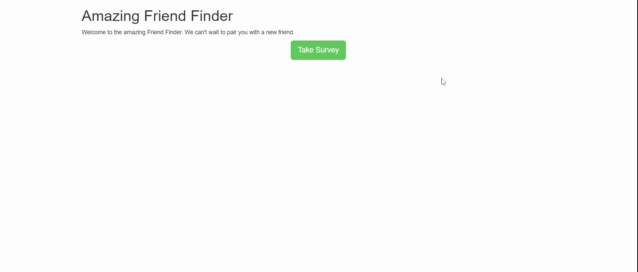 Amazing Friend Finder
Welcome to the amazing Friend Finder. We can't wait to pair you with a new friend.
Take Survey